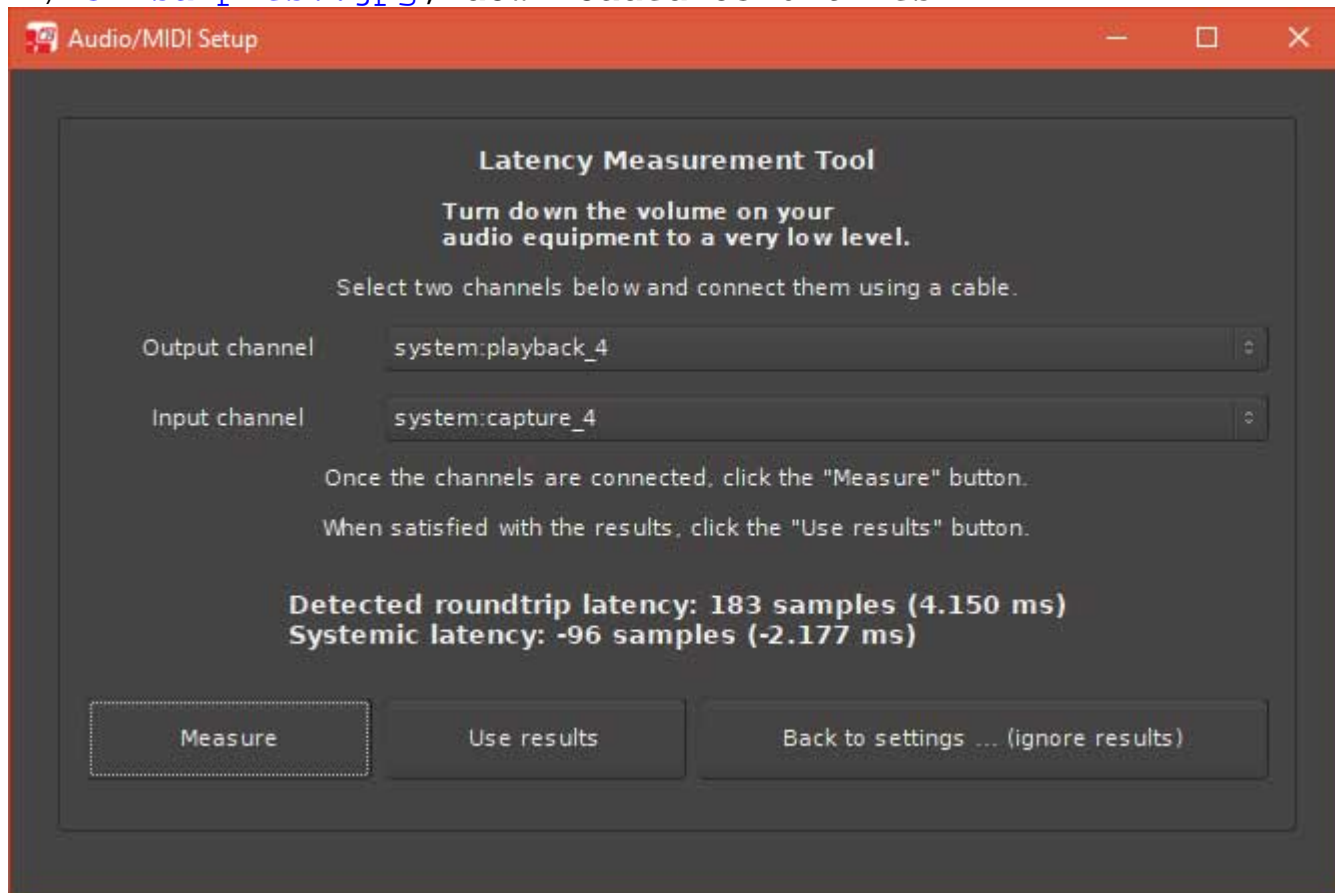 Audio/MIDI Setup
Latency Measurement Tool
Turn down the volume on your
audio equipment to a very low level.
Select two channels below and connect them using a cable.
Output channel system:playback_4
Input channel system:capture_4
Once the channels are connected, click the "Measure" button.
When satisfied with the results, click the "Use results" button.
Detected roundtrip latency: 183 samples (4.150 ms)
Systemic latency: -96 samples (-2.177 ms)
Measure Use results Back to settings ... (ignore results)